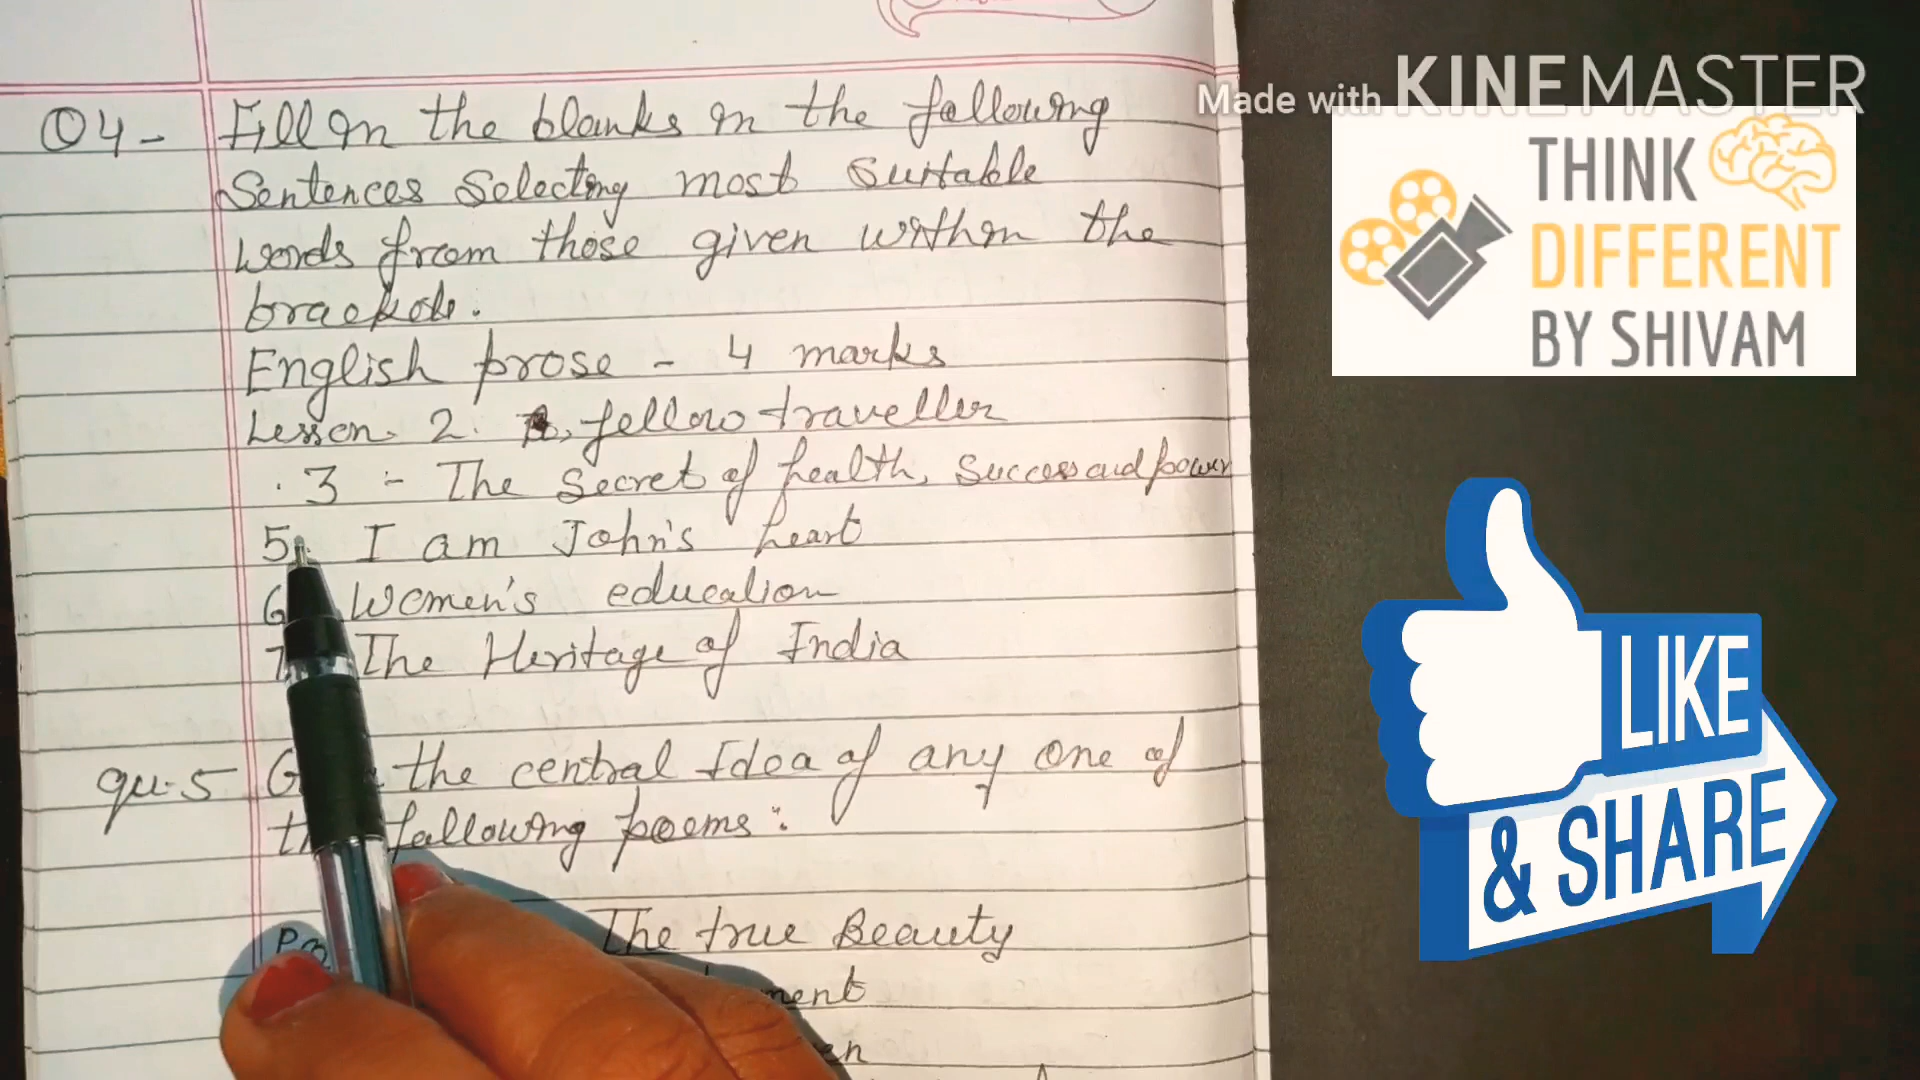 Made with KINEMASTER
THINK
DIFFERENT
BY SHIVAM
Q4- Fill in the blanks in the following
Sentences Selecting most suitable
words from those given within the
English prose - 4 marks
Lesson 2. fellow traveller
3 - The Secret of health, Success and power
5. I am John's heart
6 Women's education
7 The Heritage of India
qu.5 the central Idea of any one of
following poems:
The true Beauty
LIKE
& SHARE